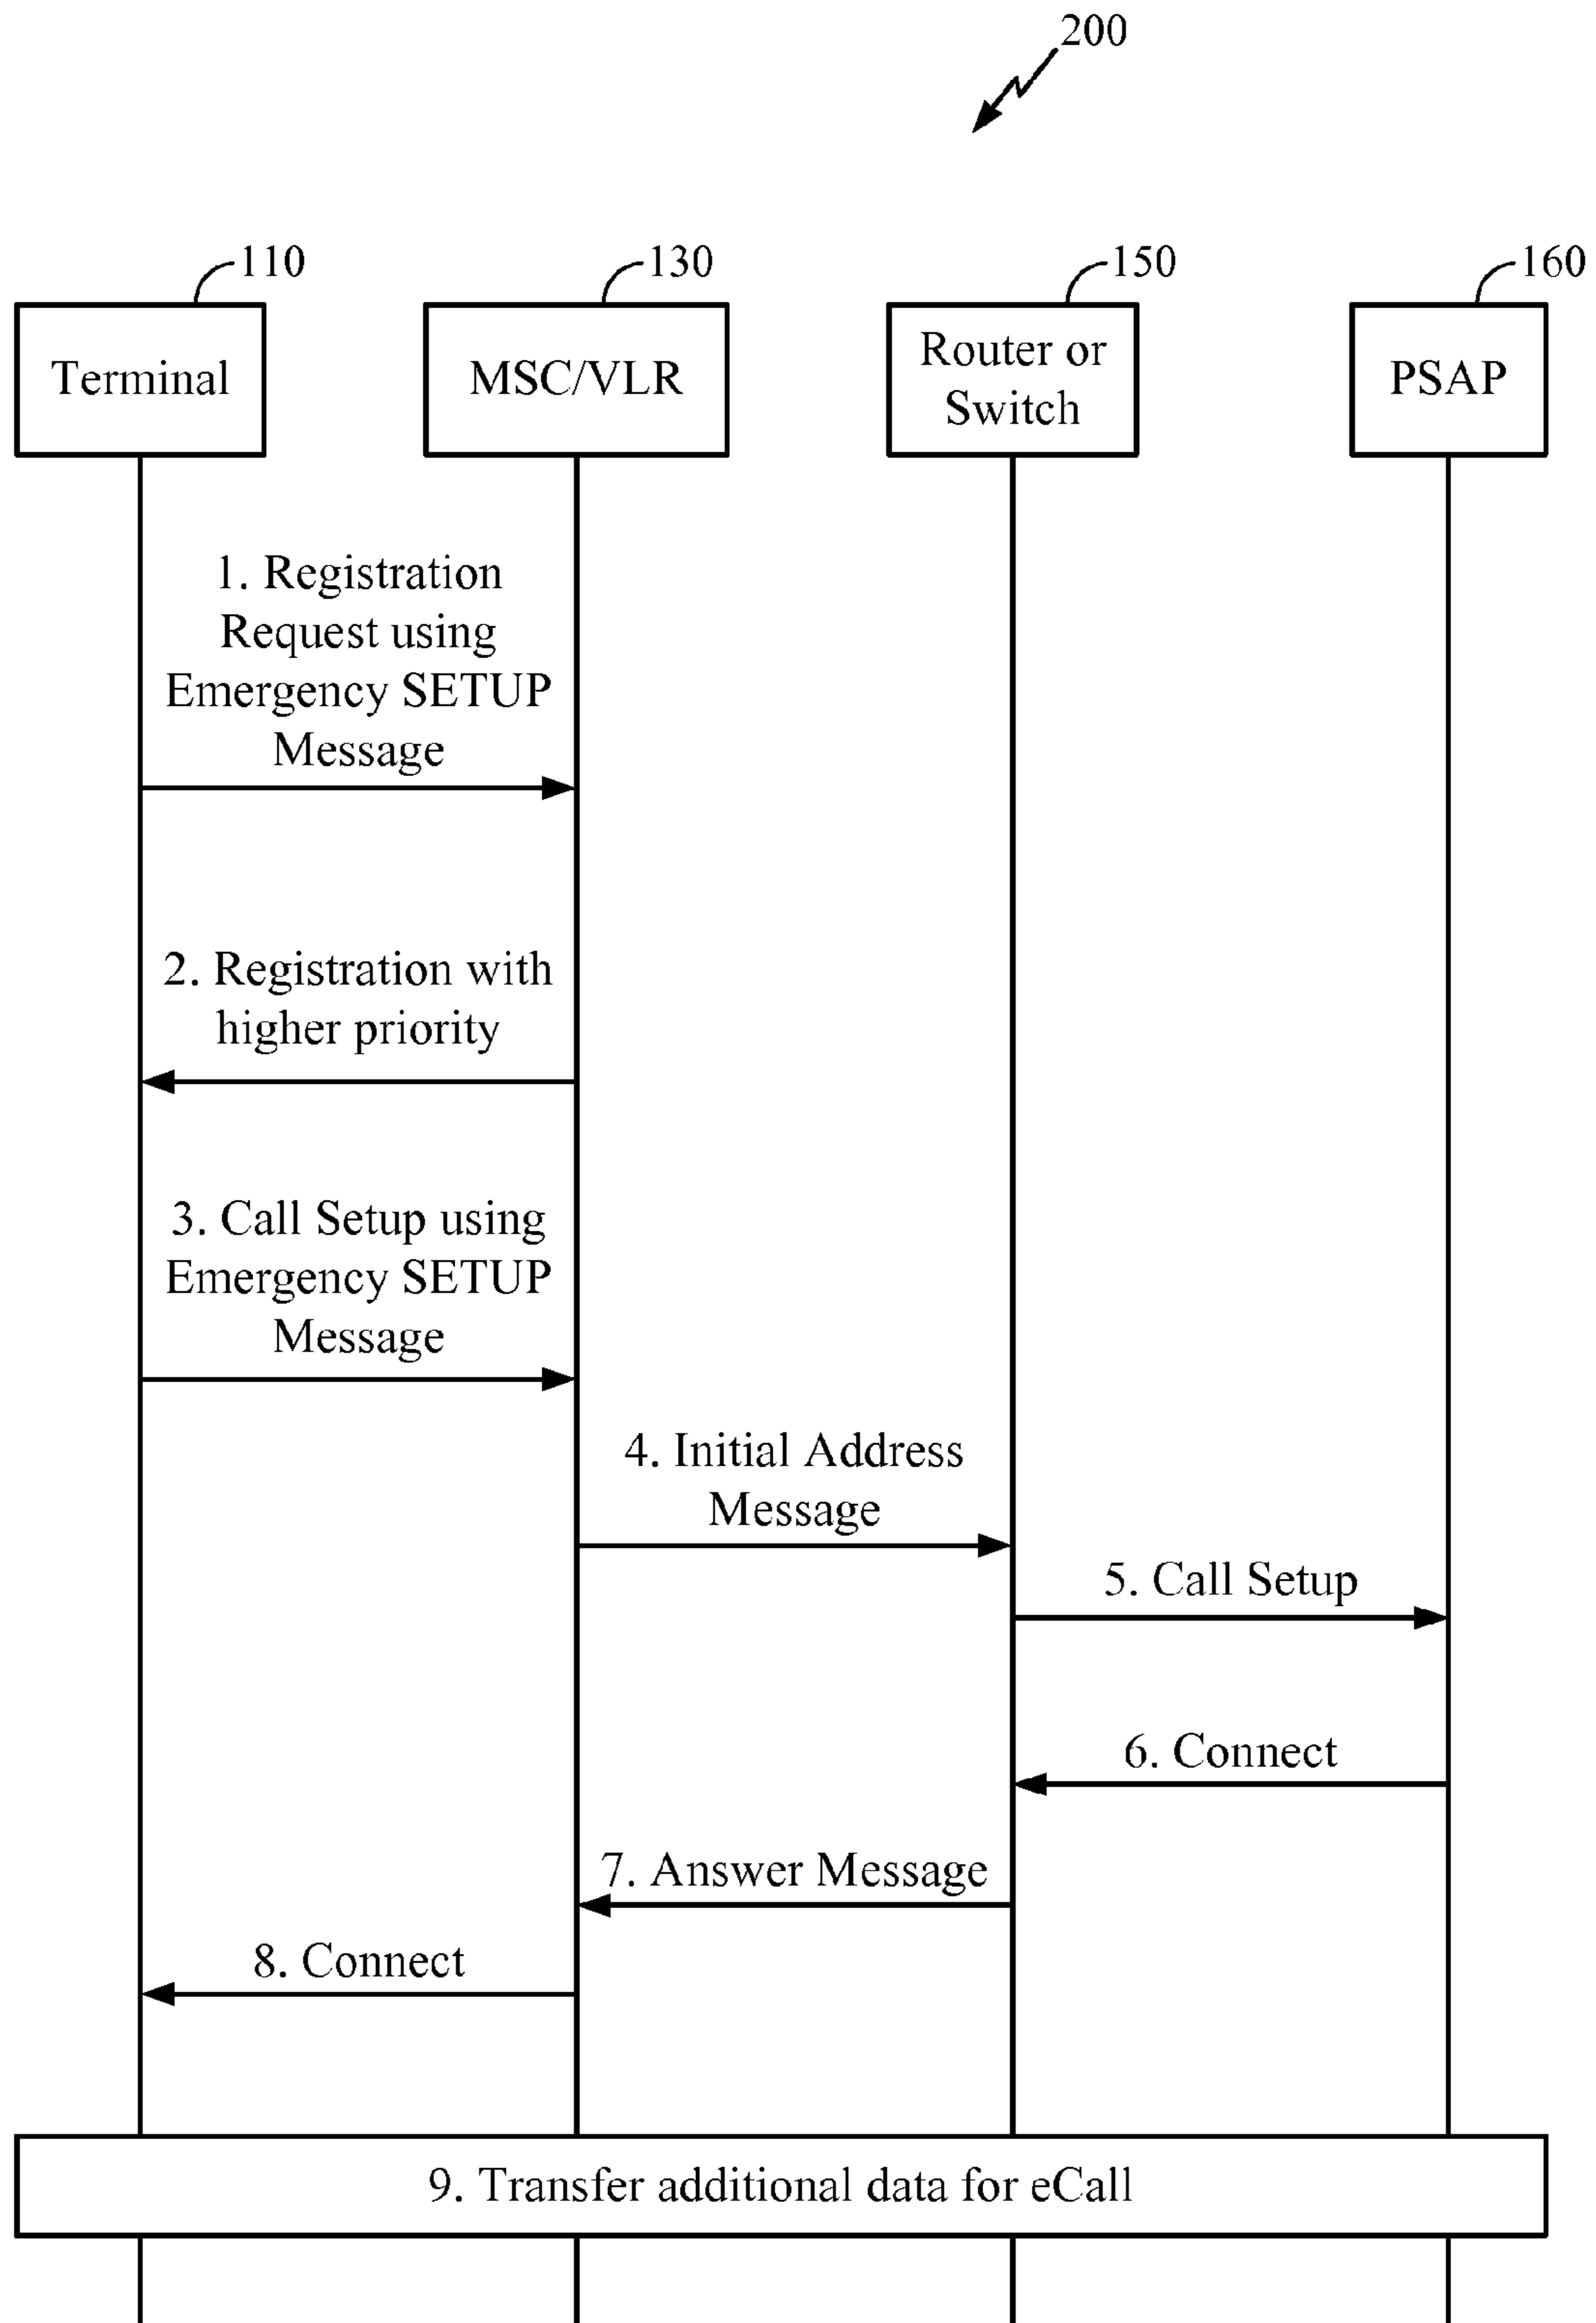 200
110
130
150
160
Terminal
MSC/VLR
Router or
Switch
PSAP
1. Registration
Request using
Emergency SETUP
Message
2. Registration with
higher priority
3. Call Setup using
Emergency SETUP
Message
4. Initial Address
Message
5. Call Setup
6. Connect
7. Answer Message
8. Connect
9. Transfer additional data for eCall